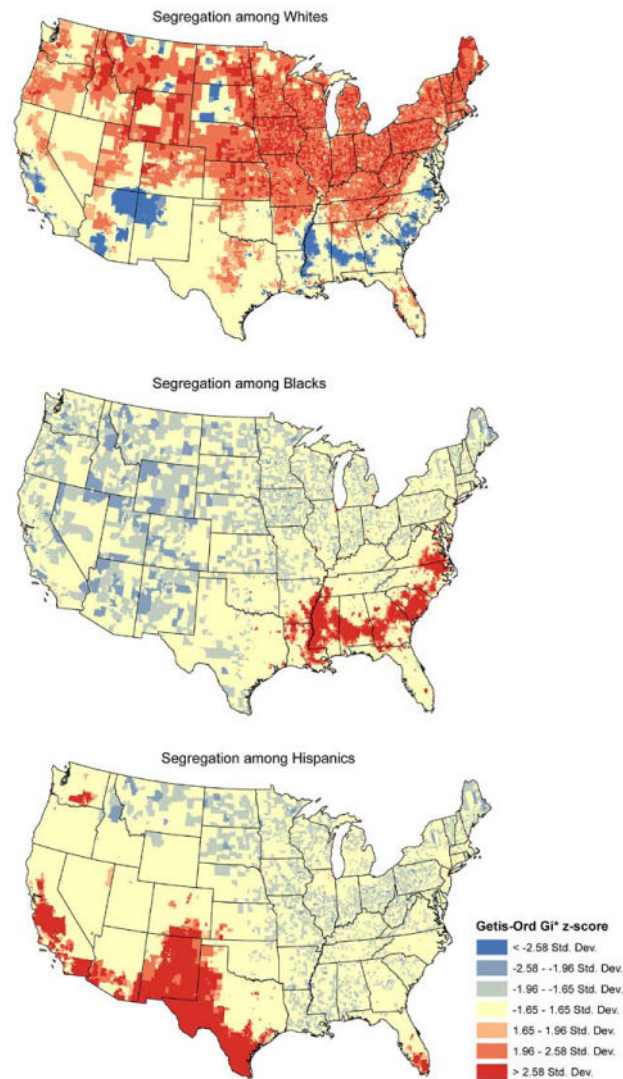 Segregation among Whites
Segregation among Blacks
Segregation among Hispanics
Getis-Ord Gi* z-score
< -2.58 Std. Dev.
-2.58 - -1.96 Std. Dev.
-1.96 - -1.65 Std. Dev.
-1.65 - 1.65 Std. Dev.
1.65 - 1.96 Std. Dev.
1.96 - 2.58 Std. Dev.
> 2.58 Std. Dev.